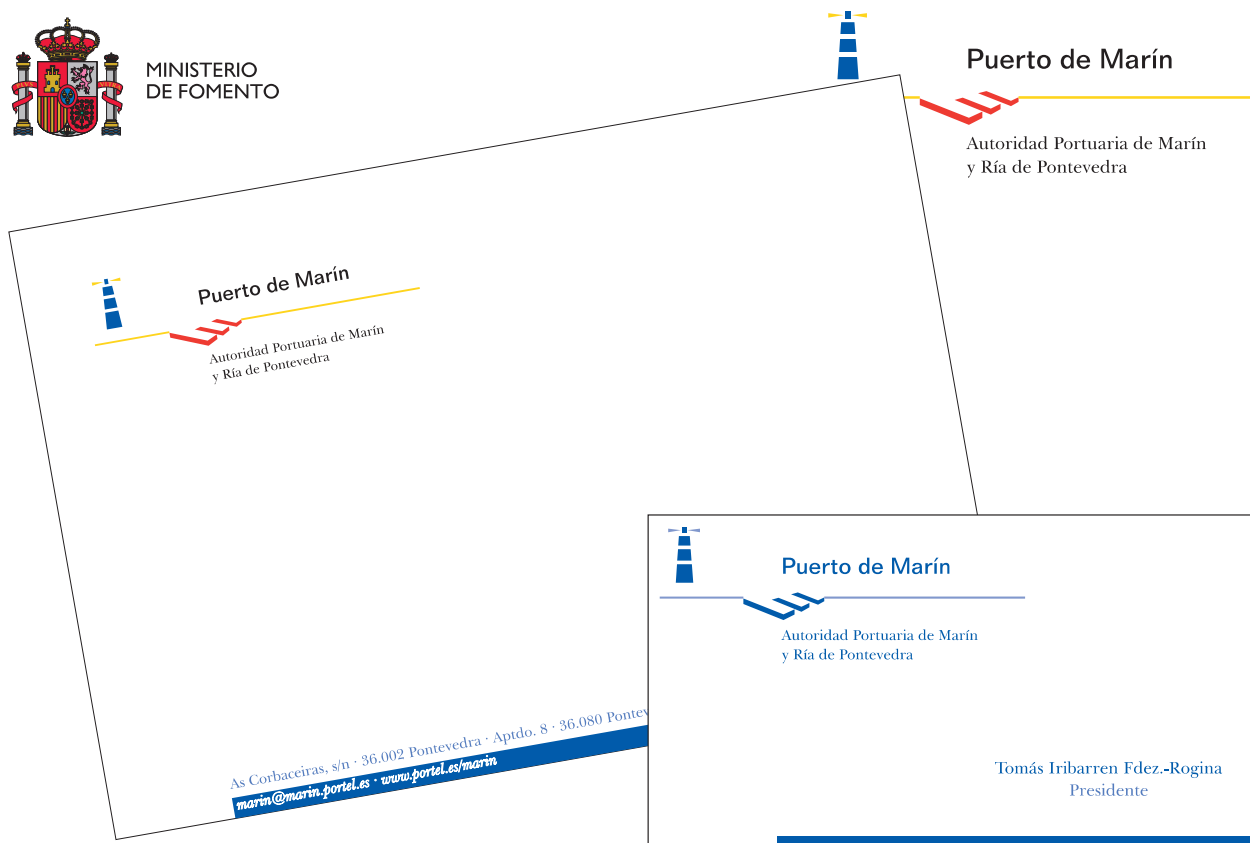 MINISTERIO
DE FOMENTO
Puerto de Marín
Autoridad Portuaria de Marín
y Ría de Pontevedra
Puerto de Marín
Autoridad Portuaria de Marín
y Ría de Pontevedra
As Corbaceiras, s/n · 36.002 Pontevedra · Aptdo. 8 · 36.080
marin@marin.portel.es · www.portel.es/marin
Puerto de Marín
Autoridad Portuaria de Marín
y Ría de Pontevedra
Tomás Iribarren Fdez.-Rogina
Presidente